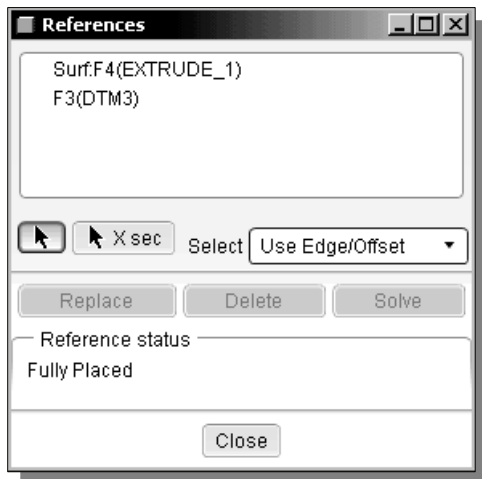 References
Surf:F4(EXTRUDE_1)
F3(DTM3)
X sec Select Use Edge/Offset
Replace Delete Solve
Reference status
Fully Placed
Close